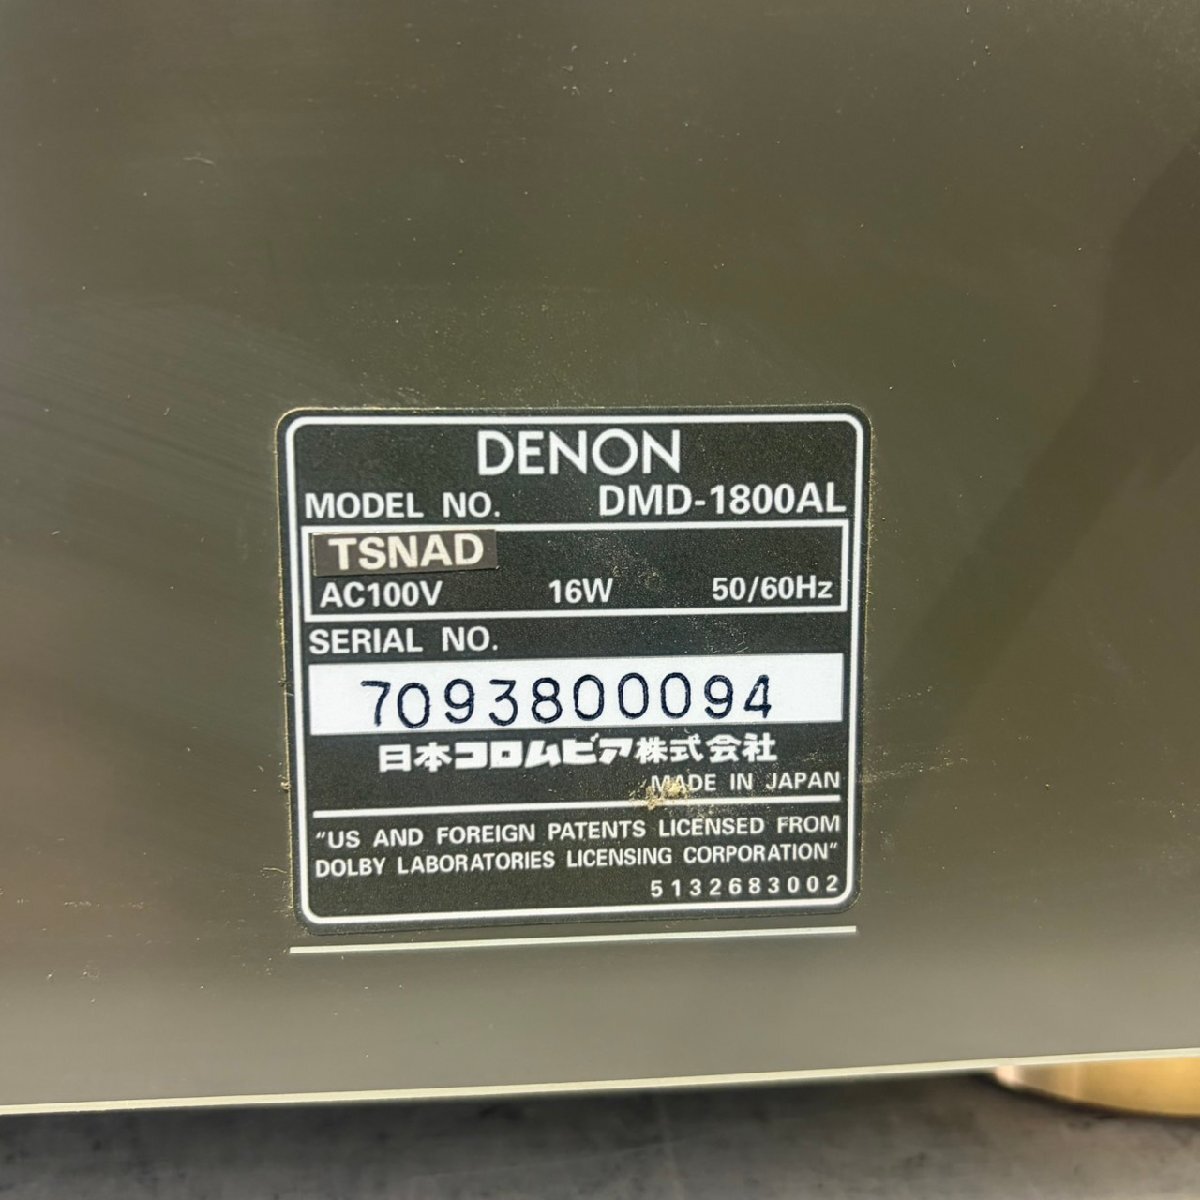 DENON
MODEL NO. DMD-1800AL
TSNAD
AC100V 16W 50/60Hz
SERIAL NO.
7093800094
日本コロムビア株式会社
MADE IN JAPAN
"US AND FOREIGN PATENTS LICENSED FROM
DOLBY LABORATORIES LICENSING CORPORATION"
5132683002